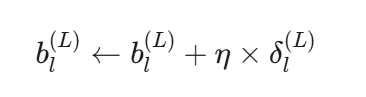 b_l^{(L)} ← b_l^{(L)} + η × δ_l^{(L)}